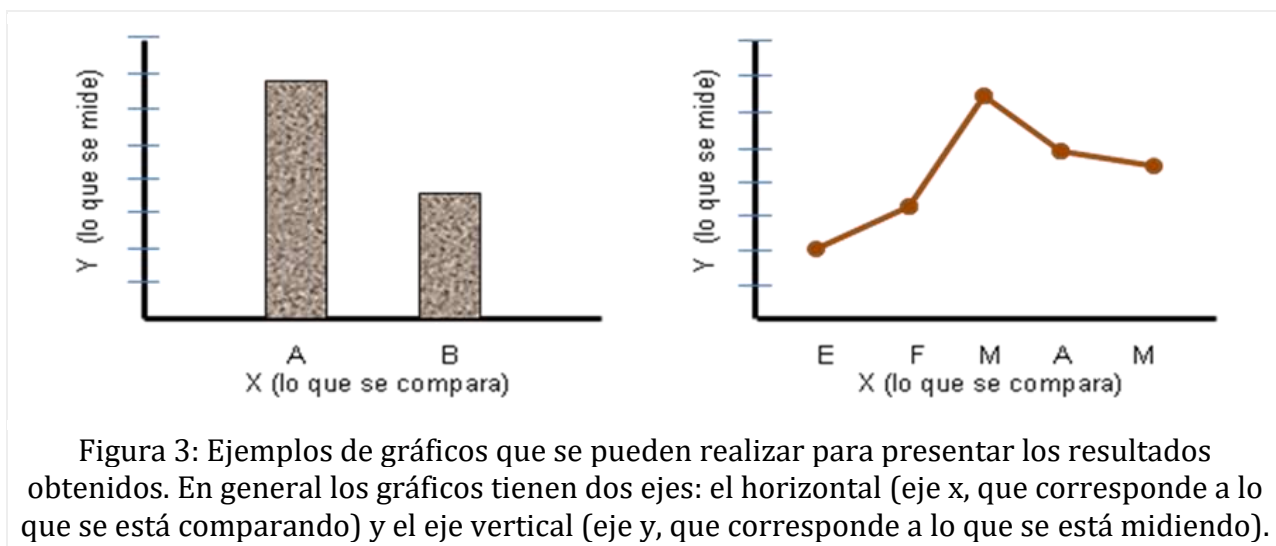 Y (lo que se mide)
A B
X (lo que se compara)
Y (lo que se mide)
E F M A M
X (lo que se compara)
Figura 3: Ejemplos de gráficos que se pueden realizar para presentar los resultados
obtenidos. En general los gráficos tienen dos ejes: el horizontal (eje x, que corresponde a lo
que se está comparando) y el eje vertical (eje y, que corresponde a lo que se está midiendo).